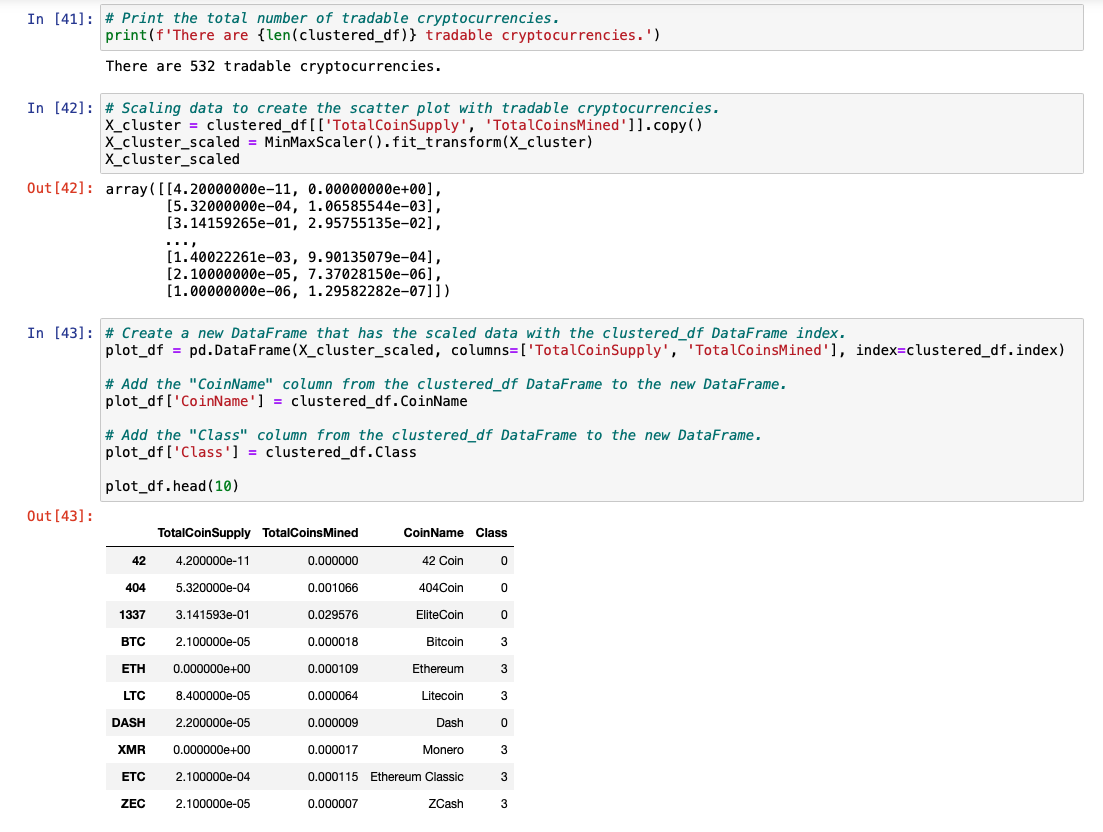 In [41]: # Print the total number of tradable cryptocurrencies.
print(f'There are {len(clustered_df)} tradable cryptocurrencies.')
There are 532 tradable cryptocurrencies.
In [42]: # Scaling data to create the scatter plot with tradable cryptocurrencies.
X_cluster = clustered_df[['TotalCoinSupply', 'TotalCoinsMined']].copy()
X_cluster_scaled = MinMaxScaler().fit_transform(X_cluster)
X_cluster_scaled
Out[42]: array([[4.20000000e-11, 0.00000000e+00],
[5.32000000e-04, 1.06585544e-03],
[3.14159265e-01, 2.95755135e-02],
...,
[1.40022261e-03, 9.90135079e-04],
[2.10000000e-05, 7.37028150e-06],
[1.00000000e-06, 1.29582282e-07]])
In [43]: # Create a new DataFrame that has the scaled data with the clustered_df DataFrame index.
plot_df = pd.DataFrame(X_cluster_scaled, columns=['TotalCoinSupply', 'TotalCoinsMined'], index=clustered_df.index)
# Add the "CoinName" column from the clustered_df DataFrame to the new DataFrame.
plot_df['CoinName'] = clustered_df.CoinName
# Add the "Class" column from the clustered_df DataFrame to the new DataFrame.
plot_df['Class'] = clustered_df.Class
plot_df.head(10)
Out[43]:
TotalCoinSupply TotalCoinsMined CoinName Class
42 4.200000e-11 0.000000 42 Coin 0
404 5.320000e-04 0.001066 404Coin 0
1337 3.141593e-01 0.029576 EliteCoin 0
BTC 2.100000e-05 0.000018 Bitcoin 3
ETH 0.000000e+00 0.000109 Ethereum 3
LTC 8.400000e-05 0.000064 Litecoin 3
DASH 2.200000e-05 0.000009 Dash 0
XMR 0.000000e+00 0.000017 Monero 3
ETC 2.100000e-04 0.000115 Ethereum Classic 3
ZEC 2.100000e-05 0.000007 ZCash 3